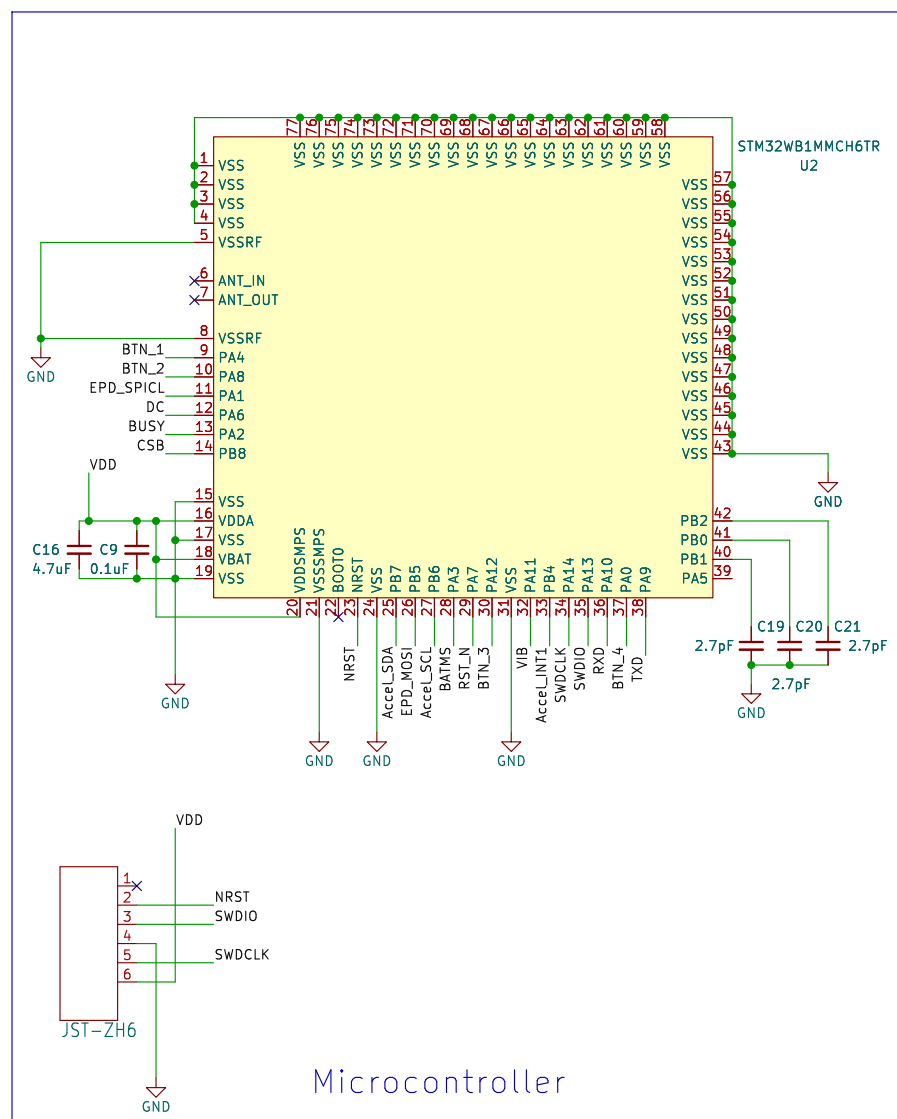 77 76 75 74 73 72 71 70 69 68 67 66 65 64 63 62 61 60 59 58
VSS VSS VSS VSS VSS VSS VSS VSS VSS VSS VSS VSS VSS VSS VSS VSS VSS VSS VSS VSS
STM32WB1MMCH6TR
U2
1 VSS
2 VSS
3 VSS
4 VSS
5 VSSRF
6 ANT_IN
7 ANT_OUT
8 VSSRF
GND
BTN_1 9 PA4
BTN_2 10 PA8
EPD_SPICL 11 PA1
DC 12 PA6
BUSY 13 PA2
CSB 14 PB8
VDD
15 VSS
16 VDDA
17 VSS
18 VBAT
19 VSS
C16
4.7uF
C9
0.1uF
GND
VSS 57
VSS 56
VSS 55
VSS 54
VSS 53
VSS 52
VSS 51
VSS 50
VSS 49
VSS 48
VSS 47
VSS 46
VSS 45
VSS 44
VSS 43
GND
PB2 42
PB0 41
PB1 40
PA5 39
C19 C20 C21
2.7pF 2.7pF
2.7pF
GND
VDDSMPS VSSSMPS BOOT0 NRST VSS PB7 PB5 PB6 PA3 PA7 PA12 VSS PA11 PB4 PA14 PA13 PA10 PA0 PA9
20 21 22 23 24 25 26 27 28 29 30 31 32 33 34 35 36 37 38
NRST Accel_SDA EPD_MOSI Accel_SCL BATMS RST_N BTN_3 VIB Accel_INT1 SWDCLK SWDIO RXD BTN_4 TXD
GND GND GND
VDD
1
2 NRST
3 SWDIO
4
5 SWDCLK
6
JST-ZH6
GND
Microcontroller